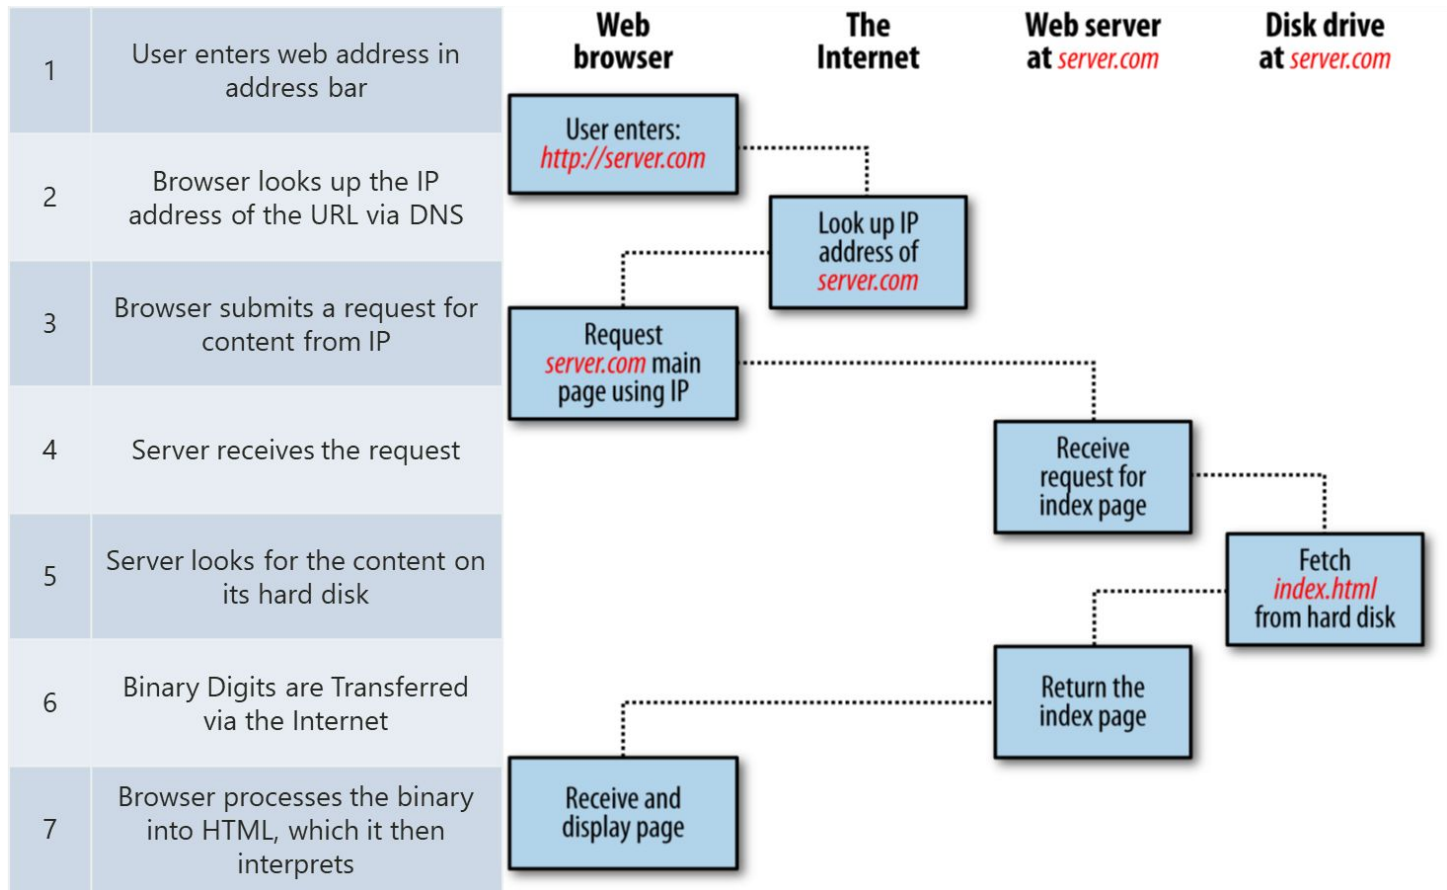 1
User enters web address in
address bar
2
Browser looks up the IP
address of the URL via DNS
3
Browser submits a request for
content from IP
4
Server receives the request
5
Server looks for the content on
its hard disk
6
Binary Digits are Transferred
via the Internet
7
Browser processes the binary
into HTML, which it then
interprets
Web
browser
The
Internet
Web server
at server.com
Disk drive
at server.com
User enters:
http://server.com
Look up IP
address of
server.com
Request
server.com main
page using IP
Receive
request for
index page
Fetch
index.html
from hard disk
Return the
index page
Receive and
display page